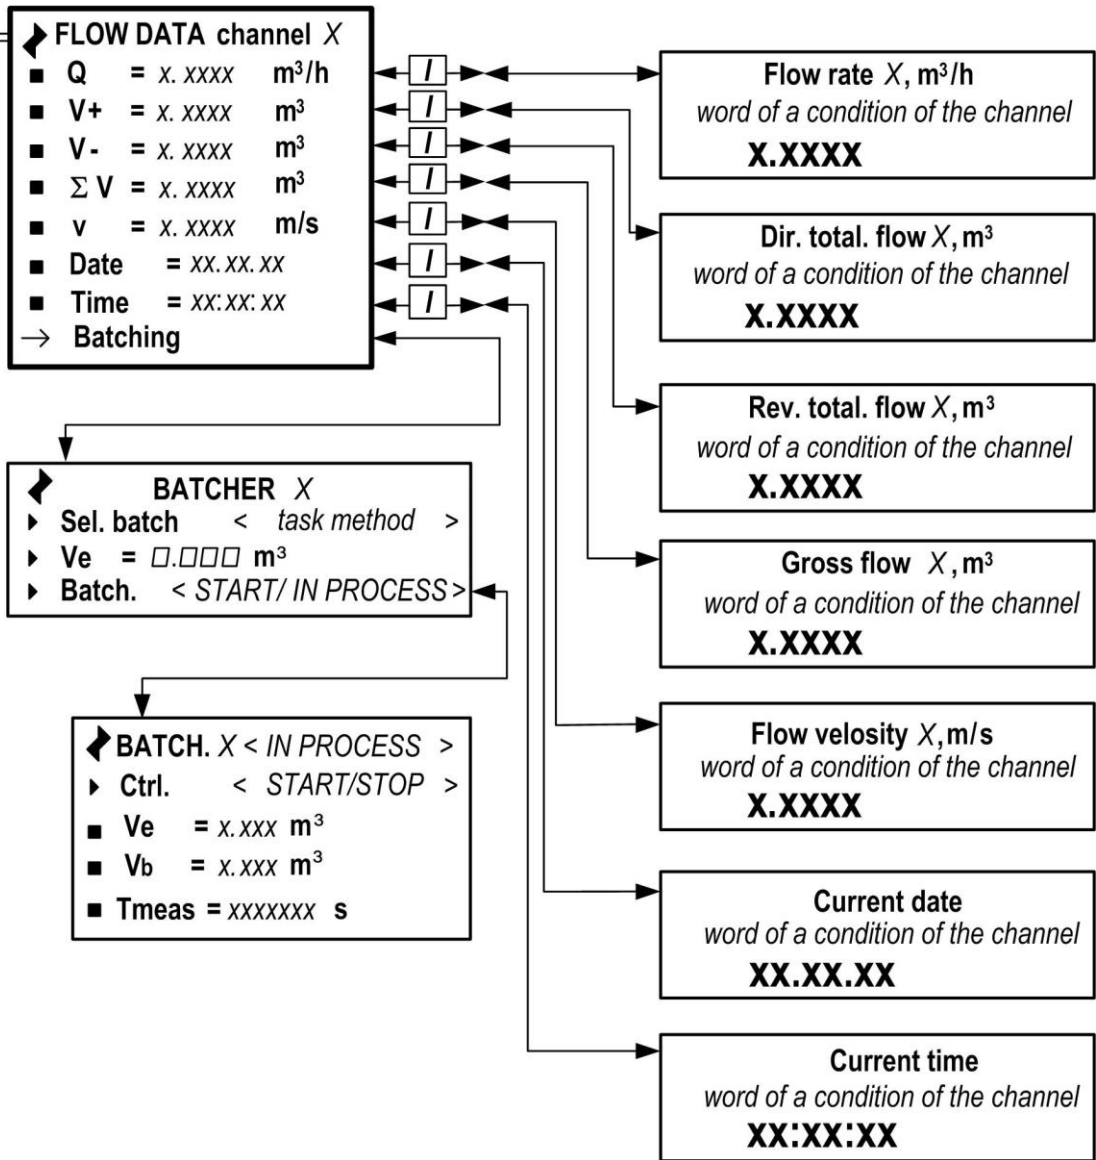 FLOW DATA channel X
■ Q = x. xxxx m³/h
■ V+ = x. xxxx m³
■ V - = x. xxxx m³
■ Σ V = x. xxxx m³
■ v = x. xxxx m/s
■ Date = xx. xx. xx
■ Time = xx: xx: xx
→ Batching
I
I
I
I
I
I
I
BATCHER X
▸ Sel. batch < task method >
▸ Ve = □.□□□ m³
▸ Batch. < START/ IN PROCESS >
BATCH. X < IN PROCESS >
▸ Ctrl. < START/STOP >
■ Ve = x. xxx m³
■ Vb = x. xxx m³
■ Tmeas = xxxxxxx s
Flow rate X, m³/h
word of a condition of the channel
X.XXXX
Dir. total. flow X, m³
word of a condition of the channel
X.XXXX
Rev. total. flow X, m³
word of a condition of the channel
X.XXXX
Gross flow X, m³
word of a condition of the channel
X.XXXX
Flow velosity X, m/s
word of a condition of the channel
X.XXXX
Current date
word of a condition of the channel
XX.XX.XX
Current time
word of a condition of the channel
XX:XX:XX